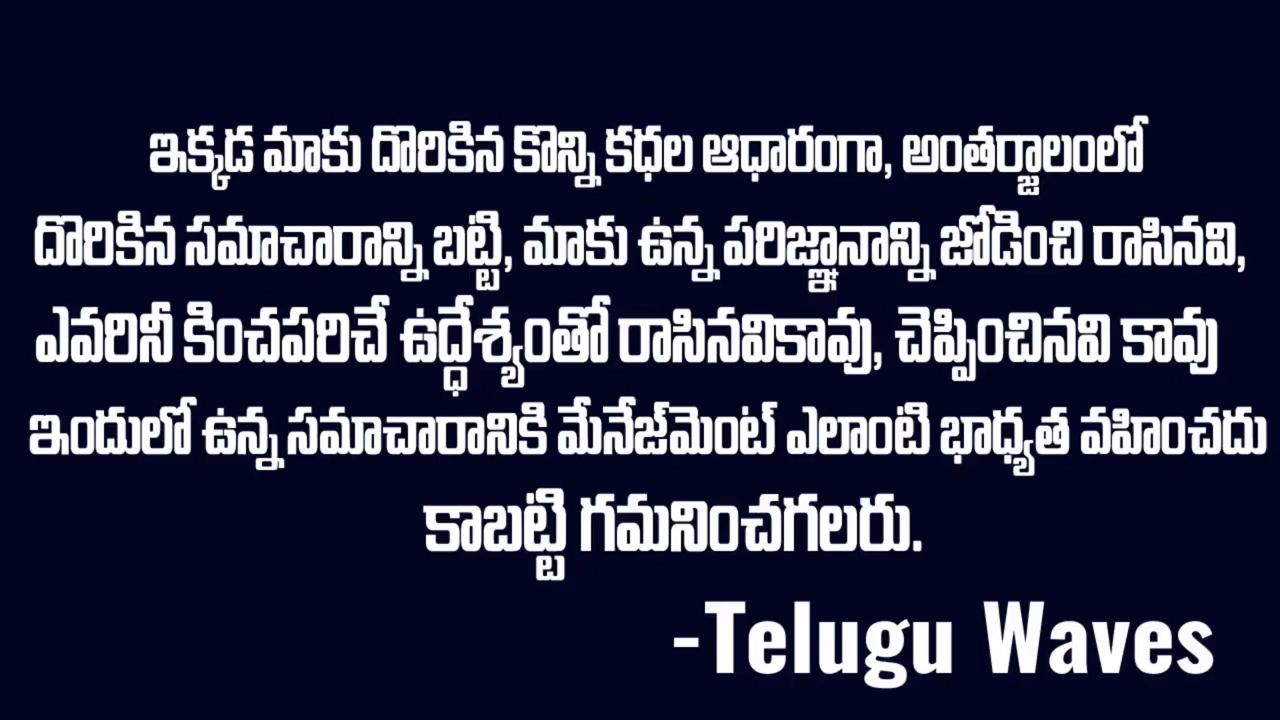 ఇక్కడ మాకు దొరికిన కొన్ని కధల ఆధారంగా, అంతర్జాలంలో
దొరికిన సమాచారాన్ని బట్టి, మాకు ఉన్న పరిజ్ఞానాన్ని జోడించి రాసినవి,
ఎవరినీ కించపరిచే ఉద్ధేశ్యంతో రాసినవికావు, చెప్పించినవి కావు
ఇందులో ఉన్న సమాచారానికి మేనేజ్‌మెంట్ ఎలాంటి భాధ్యత వహించదు
కాబట్టి గమనించగలరు.
-Telugu Waves